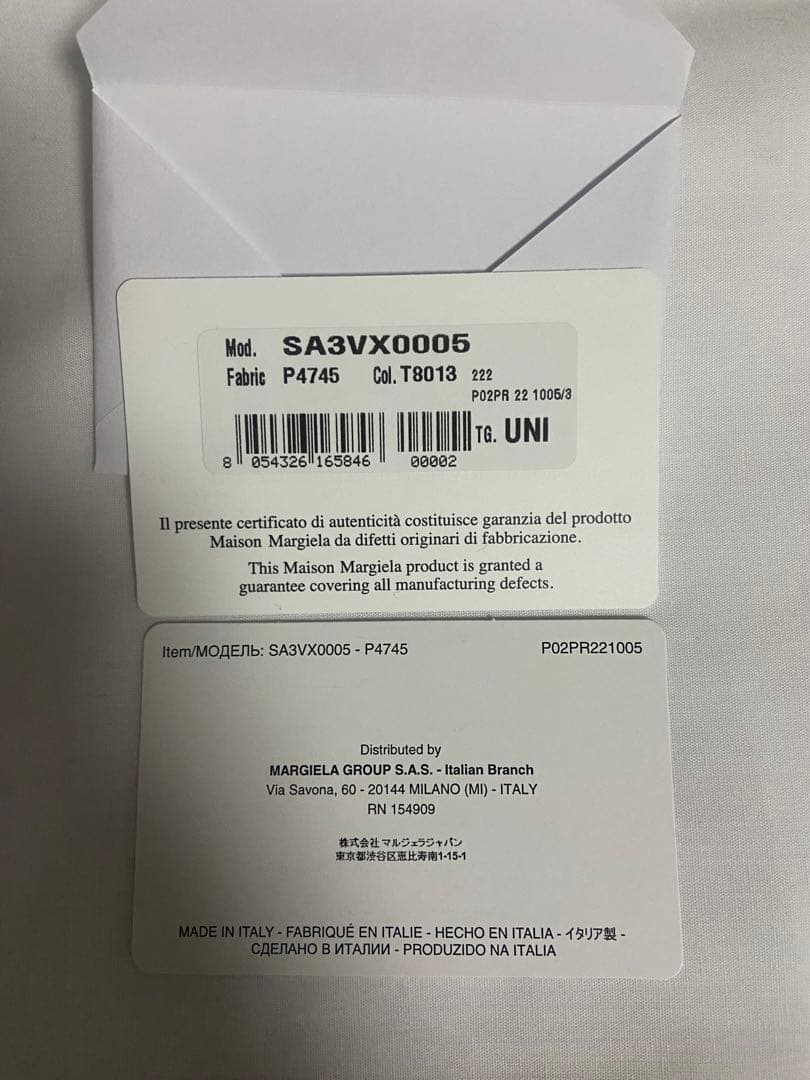 Mod. SA3VX0005
Fabric P4745 Col. T8013 222
P02PR 22 1005/3
TG. UNI
8 054326 165846 00002
Il presente certificato di autenticità costituisce garanzia del prodotto
Maison Margiela da difetti originari di fabbricazione.
This Maison Margiela product is granted a
guarantee covering all manufacturing defects.
Item/МОДЕЛЬ: SA3VX0005 - P4745 P02PR221005
Distributed by
MARGIELA GROUP S.A.S. - Italian Branch
Via Savona, 60 - 20144 MILANO (MI) - ITALY
RN 154909
株式会社マルジェラジャパン
東京都渋谷区恵比寿南1-15-1
MADE IN ITALY - FABRIQUÉ EN ITALIE - HECHO EN ITALIA - イタリア製 -
СДЕЛАНО В ИТАЛИИ - PRODUZIDO NA ITALIA